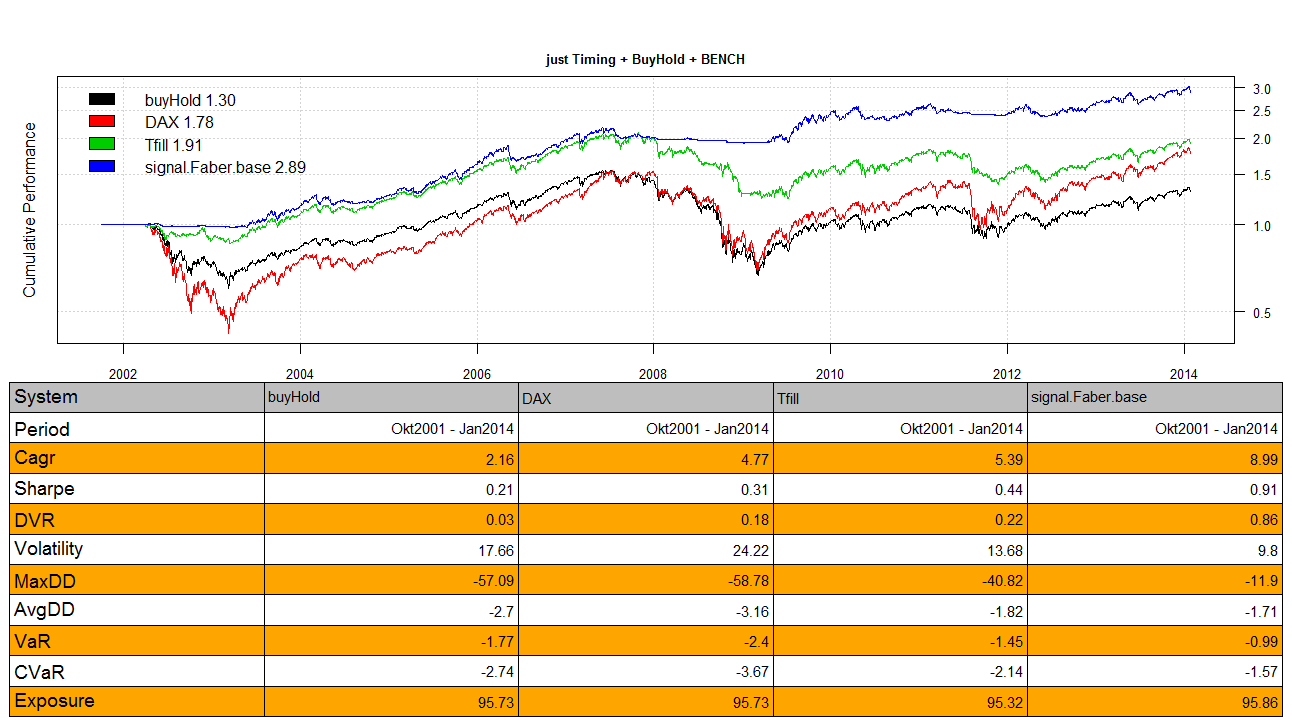 just Timing + BuyHold + BENCH
Cumulative Performance
buyHold 1.30
DAX 1.78
Tfill 1.91
signal.Faber.base 2.89
3.0
2.5
2.0
1.5
1.0
0.5
2002 2004 2006 2008 2010 2012 2014
System buyHold DAX Tfill signal.Faber.base
Period Okt2001 - Jan2014 Okt2001 - Jan2014 Okt2001 - Jan2014 Okt2001 - Jan2014
Cagr 2.16 4.77 5.39 8.99
Sharpe 0.21 0.31 0.44 0.91
DVR 0.03 0.18 0.22 0.86
Volatility 17.66 24.22 13.68 9.8
MaxDD -57.09 -58.78 -40.82 -11.9
AvgDD -2.7 -3.16 -1.82 -1.71
VaR -1.77 -2.4 -1.45 -0.99
CVaR -2.74 -3.67 -2.14 -1.57
Exposure 95.73 95.73 95.32 95.86